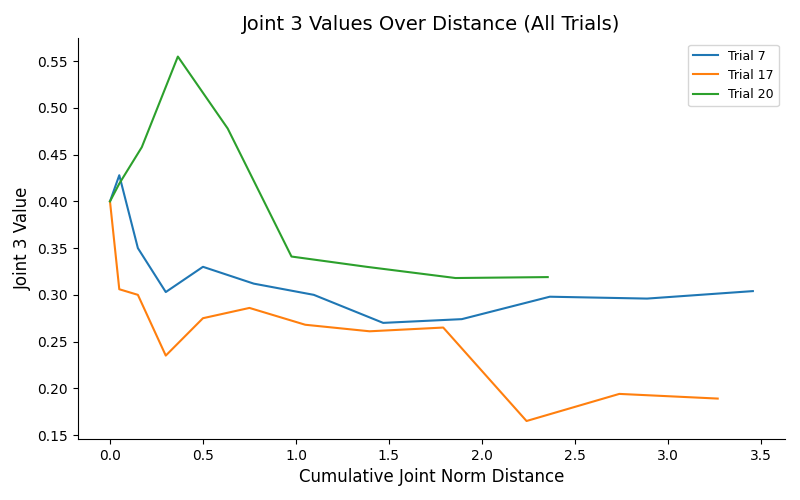 Joint 3 Values Over Distance (All Trials)
Trial 7
Trial 17
Trial 20
Joint 3 Value
0.55
0.50
0.45
0.40
0.35
0.30
0.25
0.20
0.15
0.0 0.5 1.0 1.5 2.0 2.5 3.0 3.5
Cumulative Joint Norm Distance